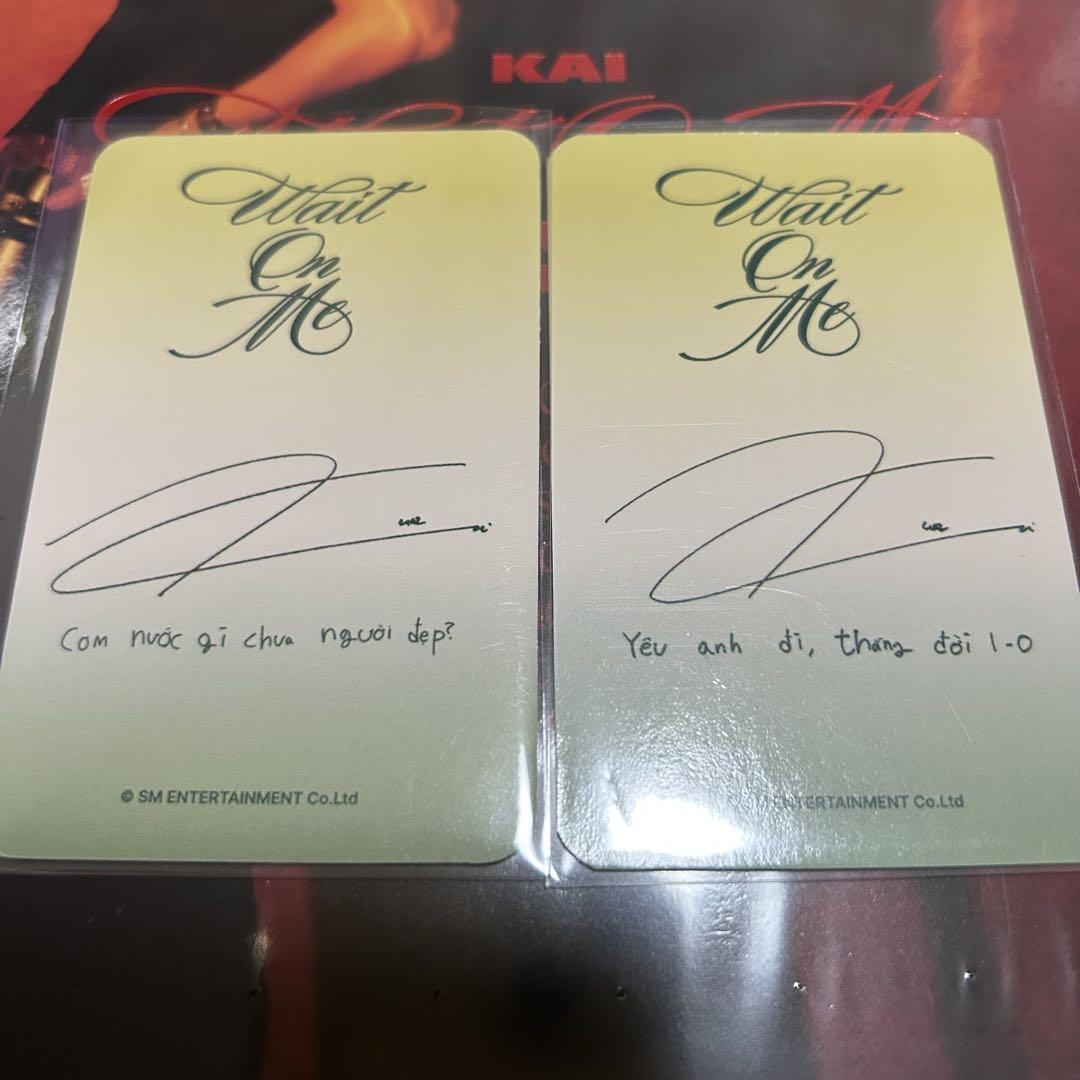 KAI
Wait
On
Me
Com nước gì chưa người đẹp?
© SM ENTERTAINMENT Co.Ltd
Wait
On
Me
Yêu anh đi, thắng đời 1-0
ENTERTAINMENT Co.Ltd